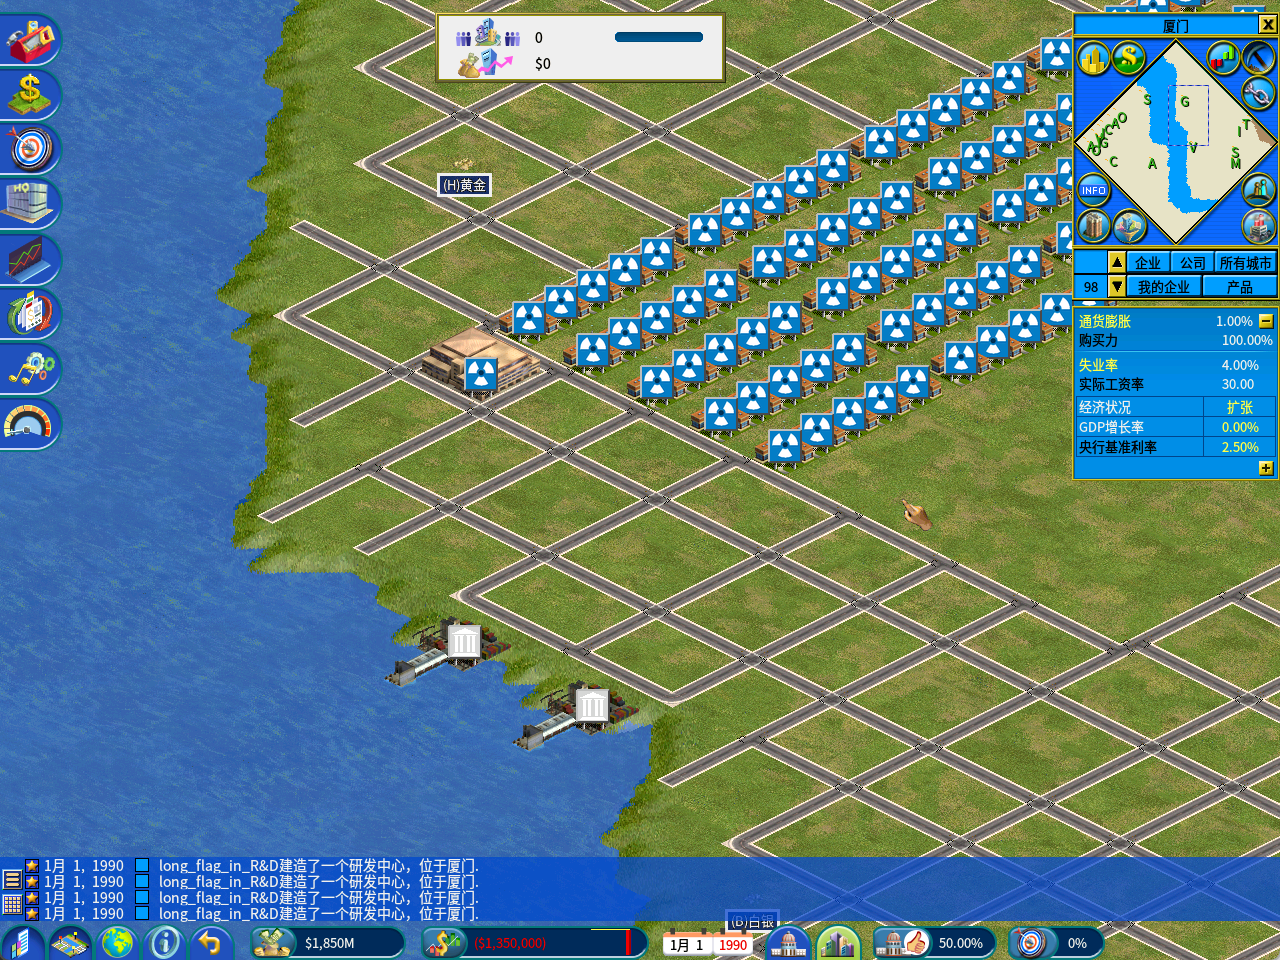 0
$0
厦门
HQ
S
G
O
A
C
K
A
G
C
A
V
T
I
S
M
(H)黄金
INFO
企业
公司
所有城市
98
我的企业
产品
通货膨胀
1.00%
购买力
100.00%
失业率
4.00%
实际工资率
30.00
经济状况
扩张
GDP增长率
0.00%
央行基准利率
2.50%
1月 1, 1990 long_flag_in_R&D建造了一个研发中心，位于厦门.
1月 1, 1990 long_flag_in_R&D建造了一个研发中心，位于厦门.
1月 1, 1990 long_flag_in_R&D建造了一个研发中心，位于厦门.
1月 1, 1990 long_flag_in_R&D建造了一个研发中心，位于厦门.
(B)白银
$1,850M
($1,350,000)
1月 1 1990
50.00%
0%